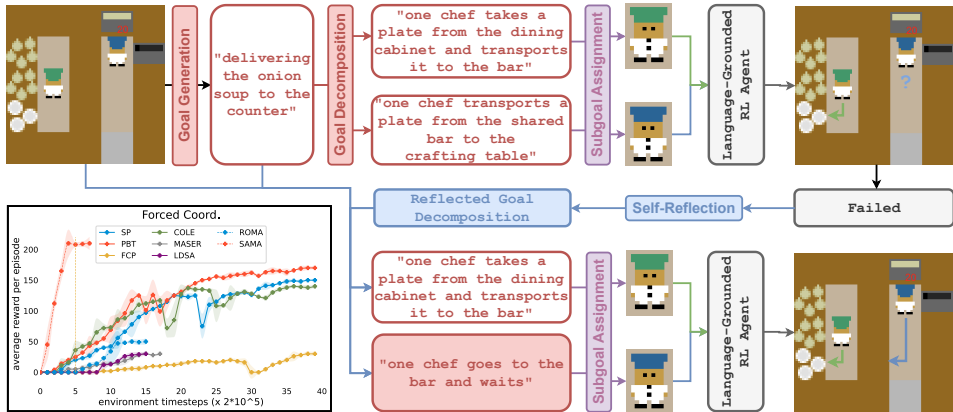 Goal Generation
"delivering
the onion
soup to the
counter"
Goal Decomposition
"one chef takes a
plate from the dining
cabinet and transports
it to the bar"
"one chef transports a
plate from the shared
bar to the
crafting table"
Subgoal Assignment
Language-Grounded
RL Agent
?
Reflected Goal
Decomposition
Self-Reflection
Failed
Forced Coord.
SP
PBT
FCP
COLE
MASER
LDSA
ROMA
SAMA
average reward per episode
200
150
100
50
0
0
5
10
15
20
25
30
35
40
environment timesteps (x 2*10^5)
"one chef takes a
plate from the dining
cabinet and transports
it to the bar"
"one chef goes to the
bar and waits"
Subgoal Assignment
Language-Grounded
RL Agent